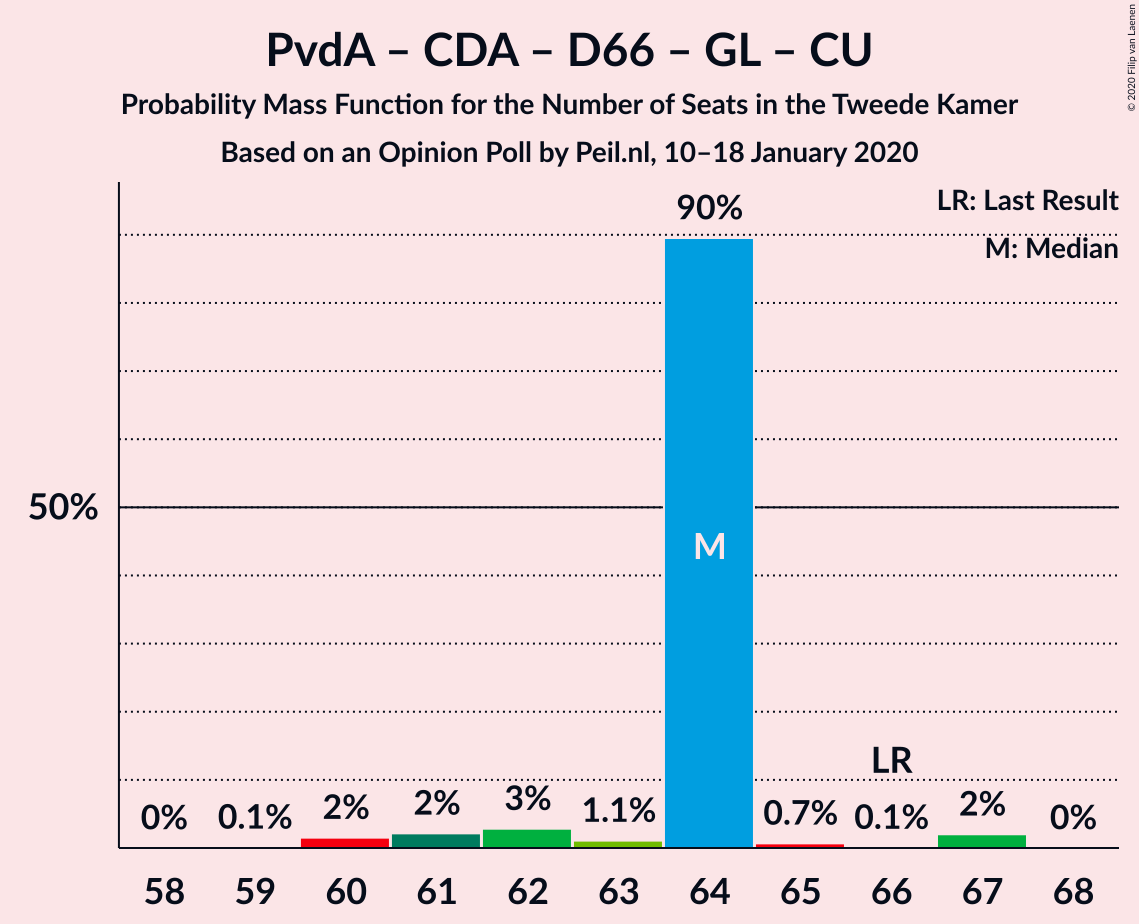 PvdA – CDA – D66 – GL – CU
Probability Mass Function for the Number of Seats in the Tweede Kamer
Based on an Opinion Poll by Peil.nl, 10–18 January 2020
© 2020 Filip van Laenen
LR: Last Result
M: Median
90%
50%
M
LR
0% 0.1% 2% 2% 3% 1.1% 0.7% 0.1% 2% 0%
58 59 60 61 62 63 64 65 66 67 68